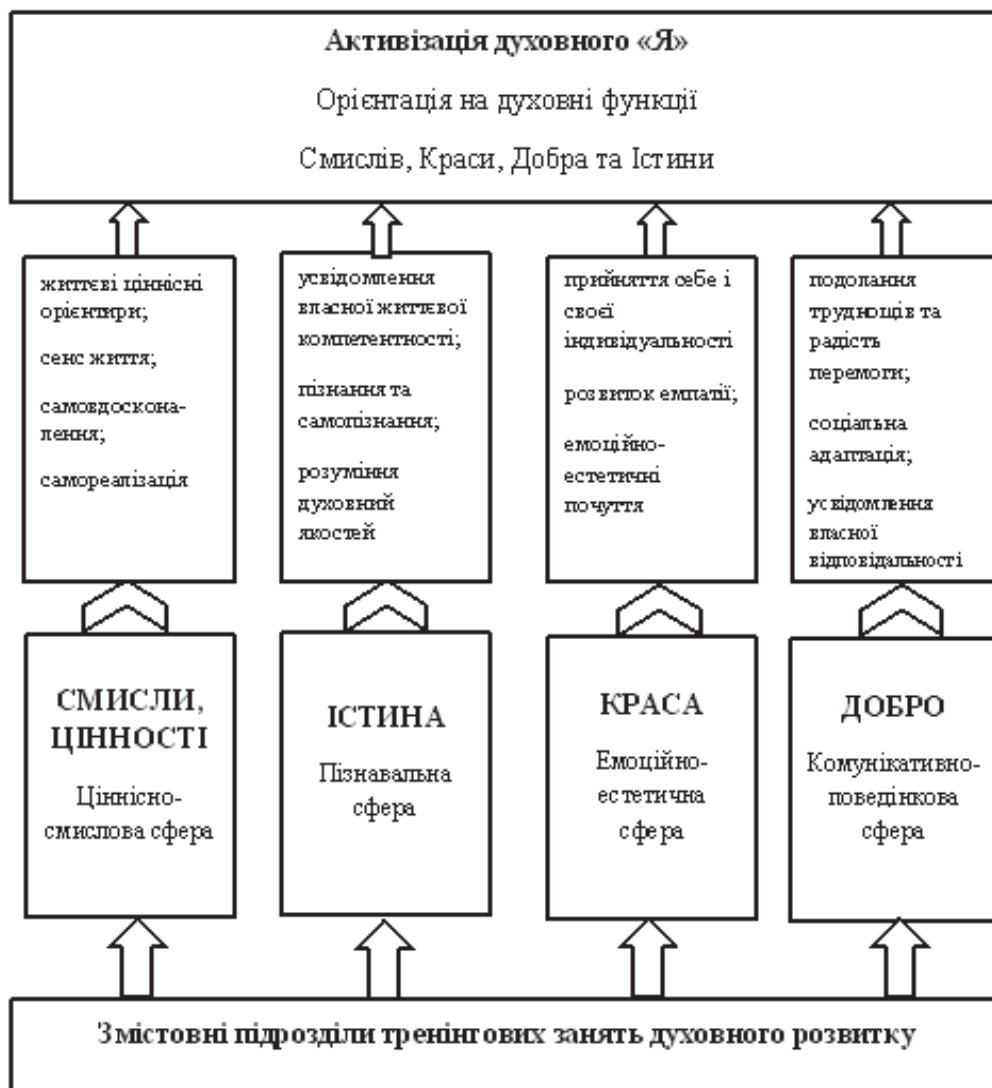 Активізація духовного «Я»
Орієнтація на духовні функції
Смислів, Краси, Добра та Істини
життєві ціннісні
орієнтири;
сенс життя;
самовдоскона-
лення;
самореалізація
усвідомлення
власної життєвої
компетентності;
пізнання та
самопізнання;
розуміння
духовний
якостей
прийняття себе і
своєї
індивидуальності
розвиток емпатії;
емоційно-
естетичні
почуття
подолання
труднощів та
радість
перемоги;
соціальна
адаптація;
усвідомлення
власної
відповідальності
СМИСЛИ,
ЦІННОСТІ
Ціннісно-
смислова сфера
ІСТИНА
Пізнавальна
сфера
КРАСА
Емоційно-
естетична
сфера
ДОБРО
Комунікативно-
поведінкова
сфера
Змістовні підрозділи тренінгових занять духовного розвитку